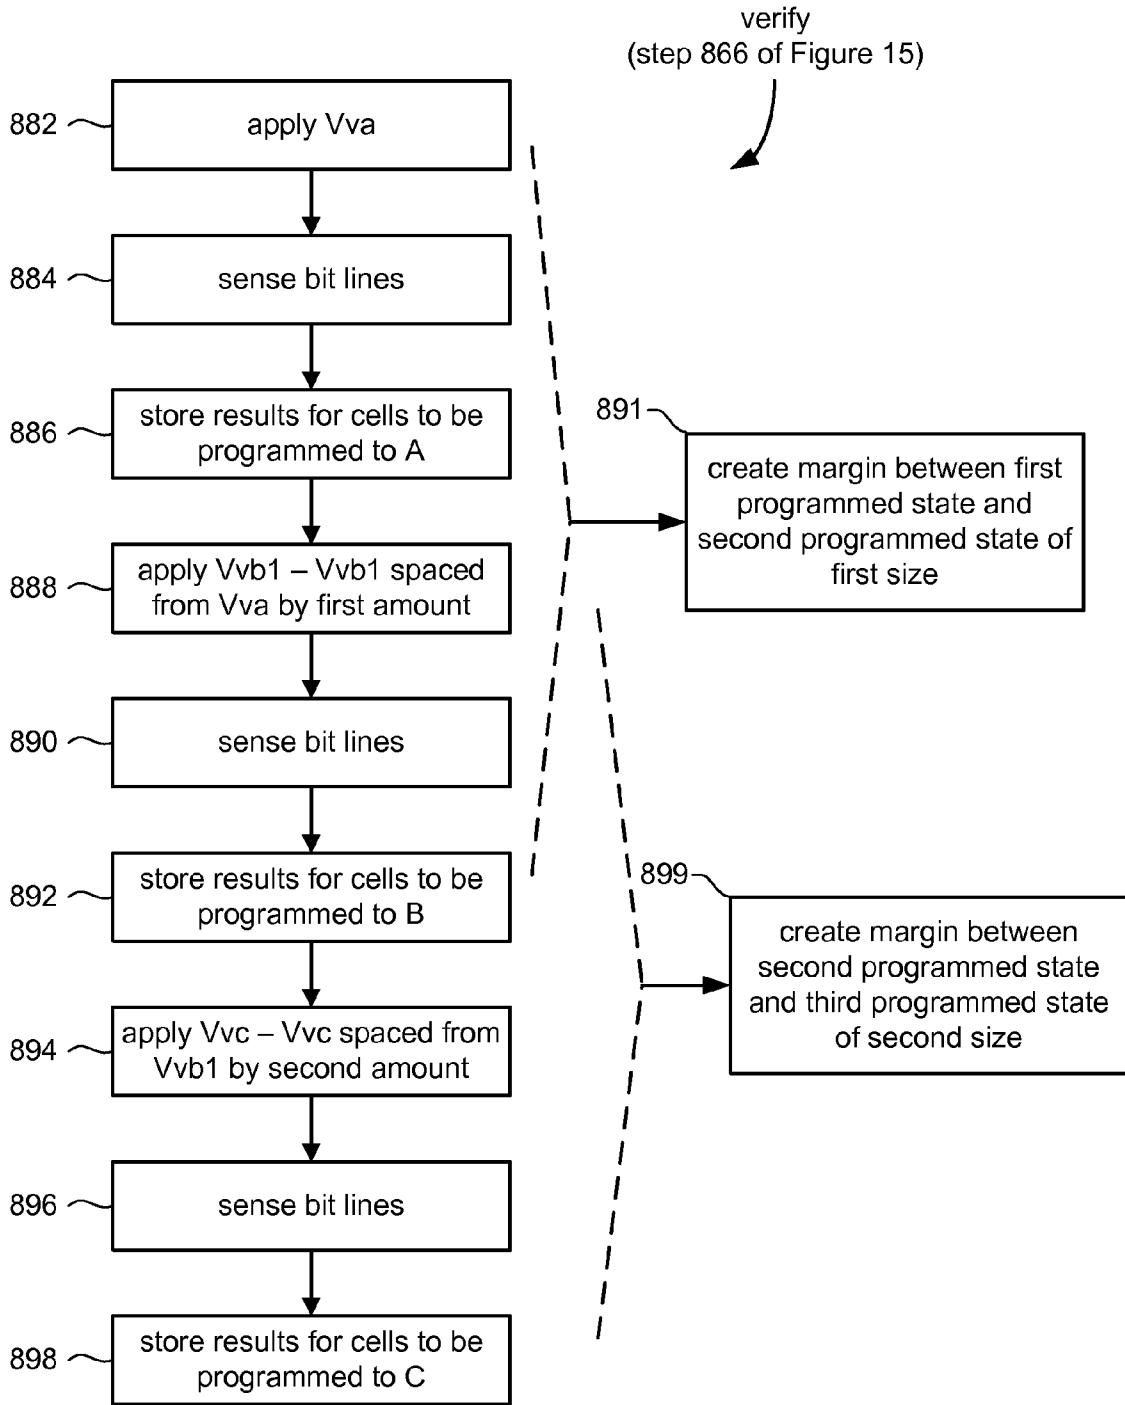 verify
(step 866 of Figure 15)
882
apply Vva
884
sense bit lines
886
store results for cells to be
programmed to A
891
create margin between first
programmed state and
second programmed state of
first size
888
apply Vvb1 – Vvb1 spaced
from Vva by first amount
890
sense bit lines
892
store results for cells to be
programmed to B
899
create margin between
second programmed state
and third programmed state
of second size
894
apply Vvc – Vvc spaced from
Vvb1 by second amount
896
sense bit lines
898
store results for cells to be
programmed to C